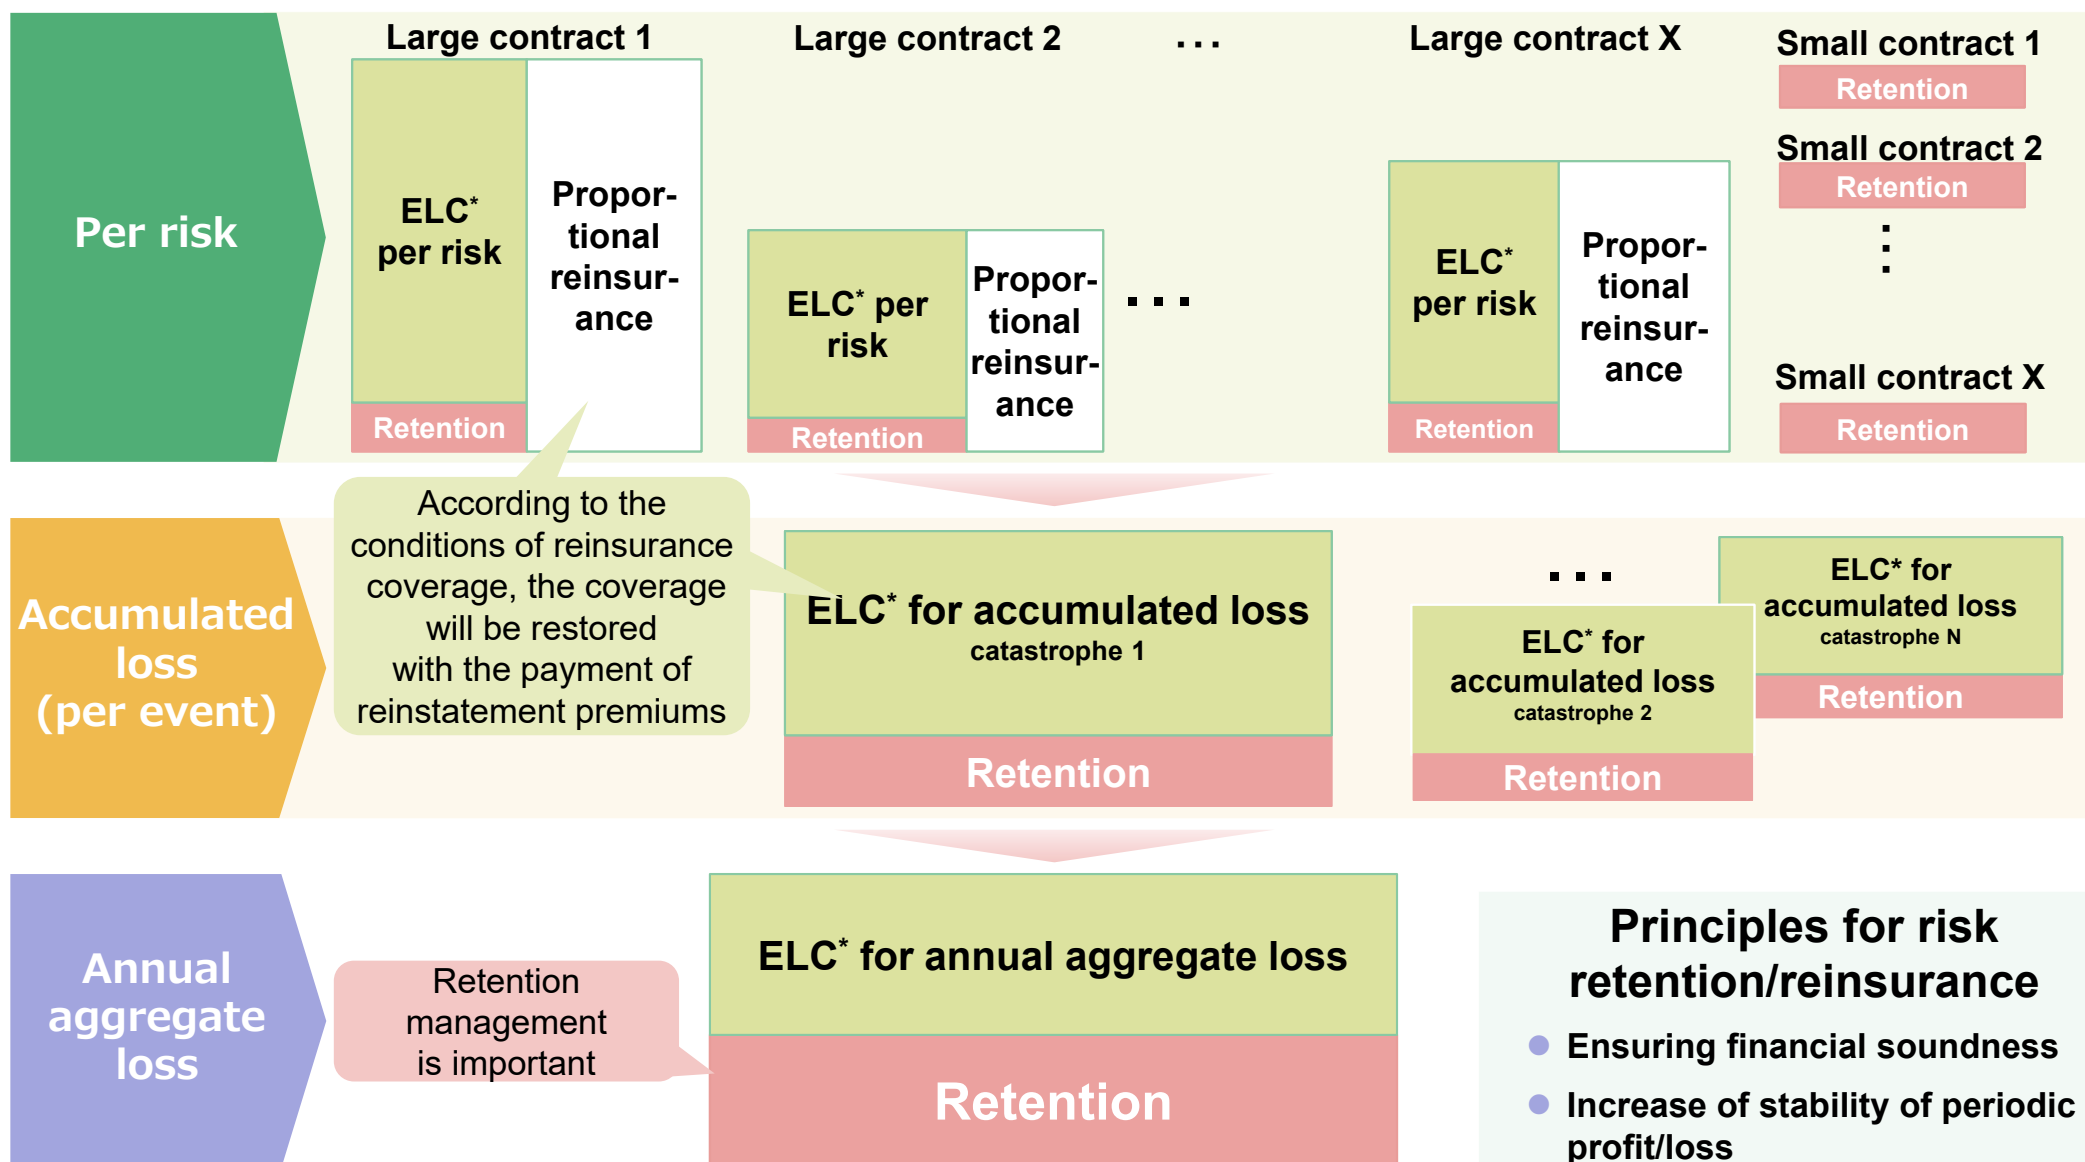 Large contract 1
Large contract 2
...
Large contract X
Small contract 1
Retention
Small contract 2
Retention
Small contract X
Retention
Per risk
ELC*
per risk
Retention
Propor-
tional
reinsur-
ance
ELC* per
risk
Retention
Propor-
tional
reinsur-
ance
...
ELC*
per risk
Retention
Propor-
tional
reinsur-
ance
Accumulated
loss
(per event)
According to the
conditions of reinsurance
coverage, the coverage
will be restored
with the payment of
reinstatement premiums
ELC* for accumulated loss
catastrophe 1
Retention
...
ELC* for
accumulated loss
catastrophe 2
Retention
ELC* for
accumulated loss
catastrophe N
Retention
Annual
aggregate
loss
Retention
management
is important
ELC* for annual aggregate loss
Retention
Principles for risk
retention/reinsurance
● Ensuring financial soundness
● Increase of stability of periodic
profit/loss